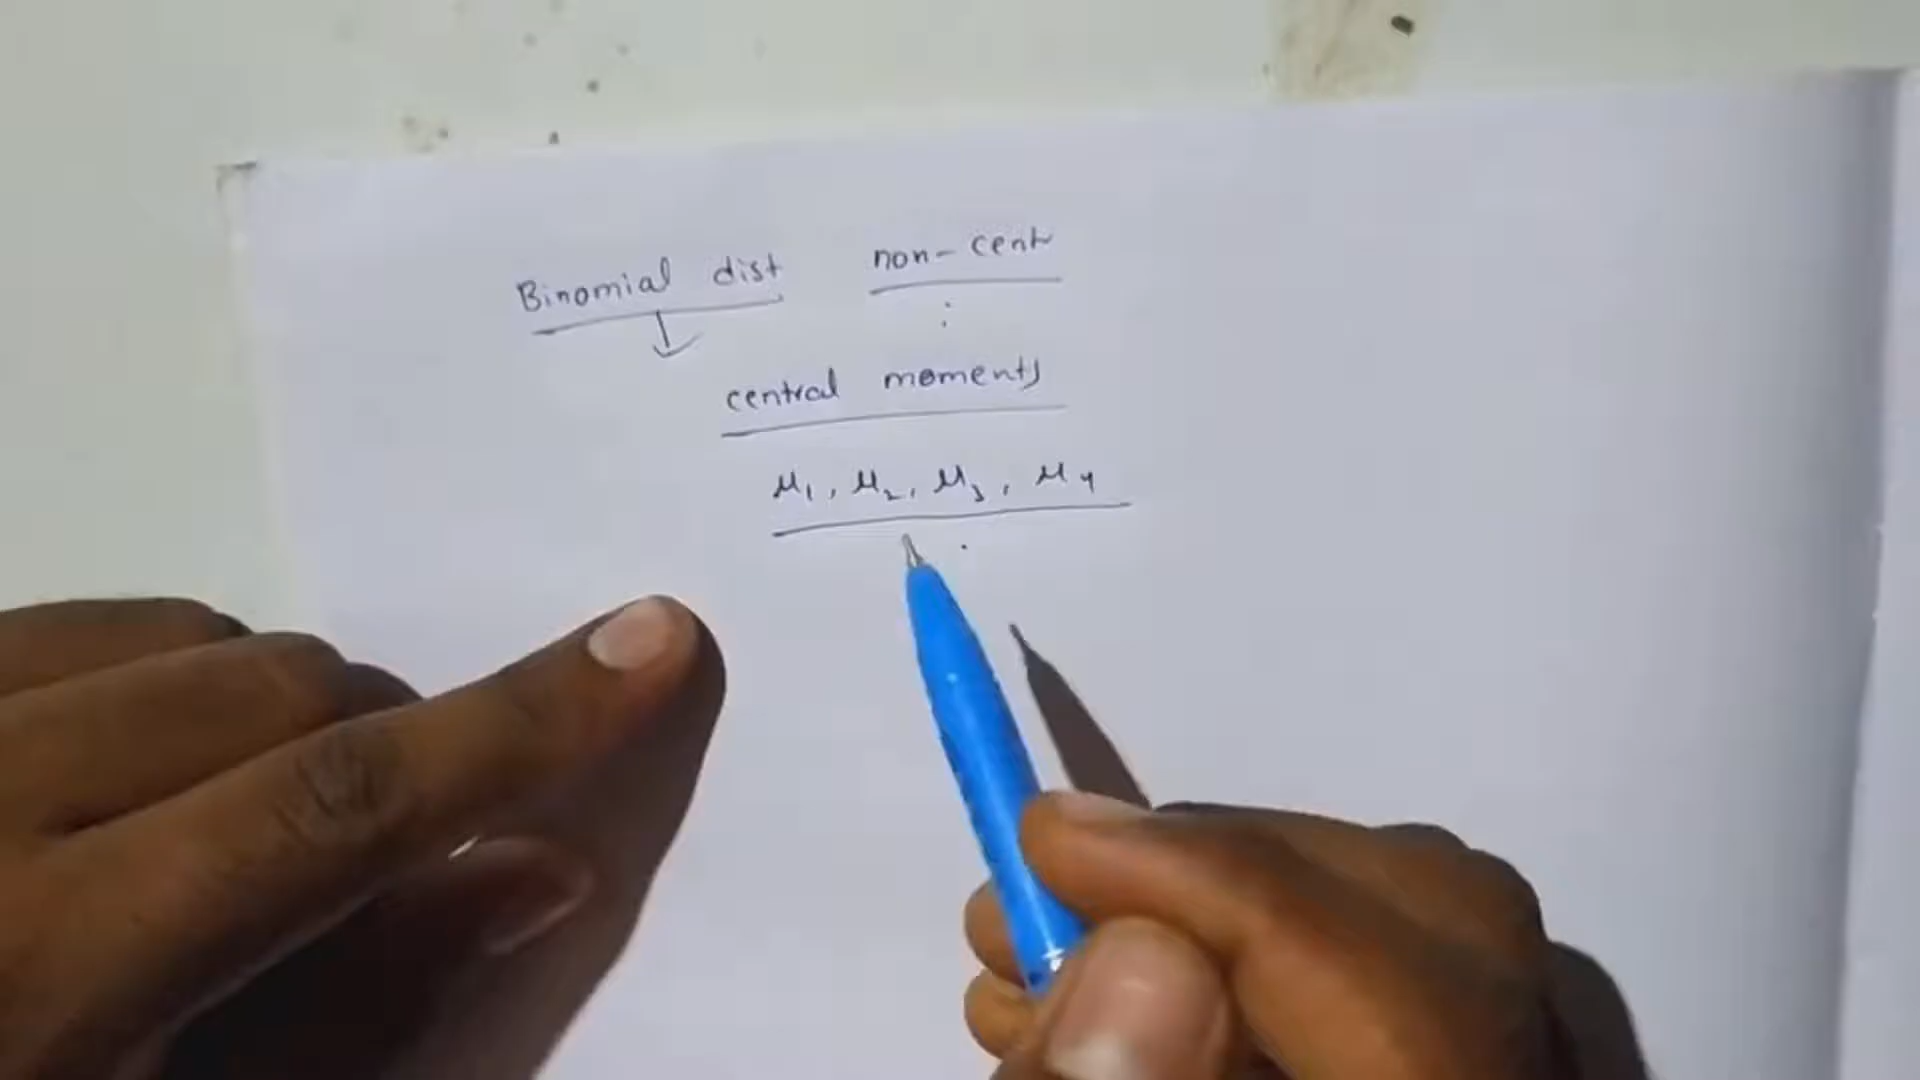 Binomial dist non-cent
:
central moments
μ₁, μ₂, μ₃, μ₄